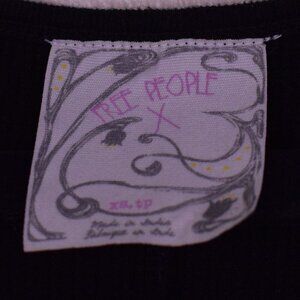 FREE PEOPLE
X
xs, tp
Made in India
Fabriqué en Inde